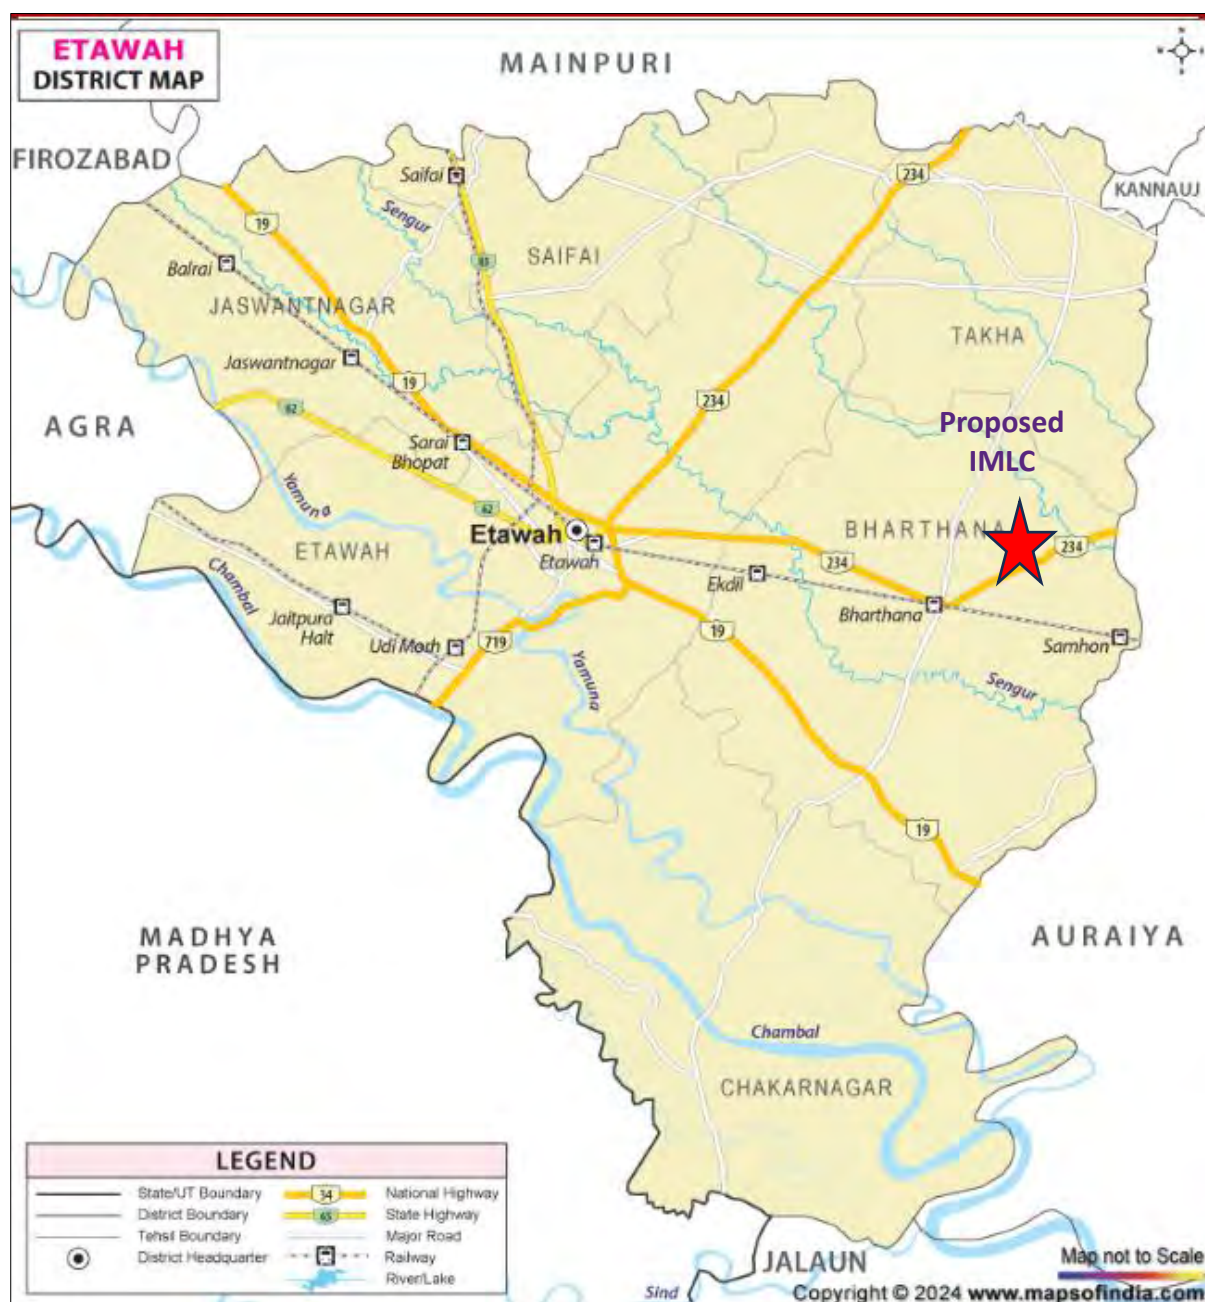 ETAWAH
DISTRICT MAP
MAINPURI
FIROZABAD
Saifai
234
KANNAUJ
Sengur
19
65
SAIFAI
Balrai
JASWANTNAGAR
TAKHA
Jaswantnagar
19
234
62
AGRA
Proposed
IMLC
Sarai
Bhopat
Yamuna
62
Etawah
BHARTHANA
ETAWAH
Etawah
234
234
Chambal
Ekdil
Jaitpura
Halt
Bharthana
Udi Morh
719
19
Samhon
Yamuna
Sengur
19
MADHYA
PRADESH
AURAIYA
Chambal
CHAKARNAGAR
LEGEND
State/UT Boundary
34
National Highway
District Boundary
65
State Highway
Tehsil Boundary
Major Road
District Headquarter
Railway
River/Lake
JALAUN
Sind
Map not to Scale
Copyright © 2024 www.mapsofindia.com